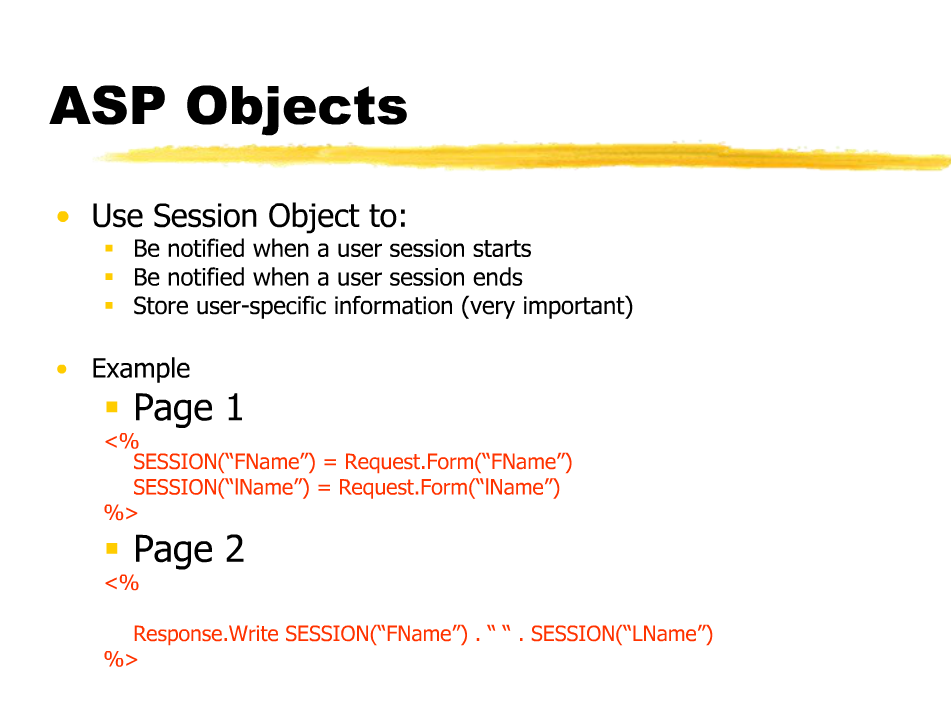 ASP Objects
• Use Session Object to:
▪ Be notified when a user session starts
▪ Be notified when a user session ends
▪ Store user-specific information (very important)
• Example
▪ Page 1
<%
SESSION(“FName”) = Request.Form(“FName”)
SESSION(“lName”) = Request.Form(“lName”)
%>
▪ Page 2
<%
Response.Write SESSION(“FName”) . “ “ . SESSION(“LName”)
%>